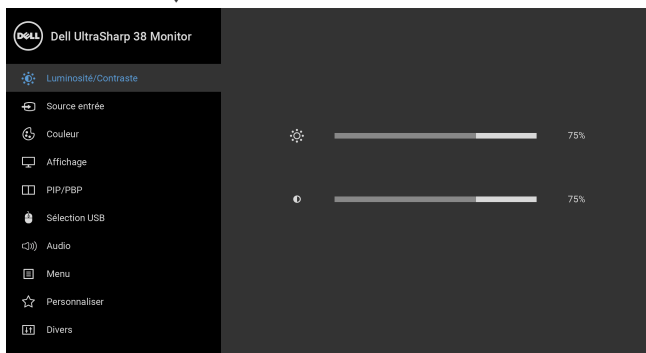 DELL Dell UltraSharp 38 Monitor
Luminosité/Contraste
Source entrée
Couleur
75%
Affichage
PIP/PBP
75%
Sélection USB
Audio
Menu
Personnaliser
Divers